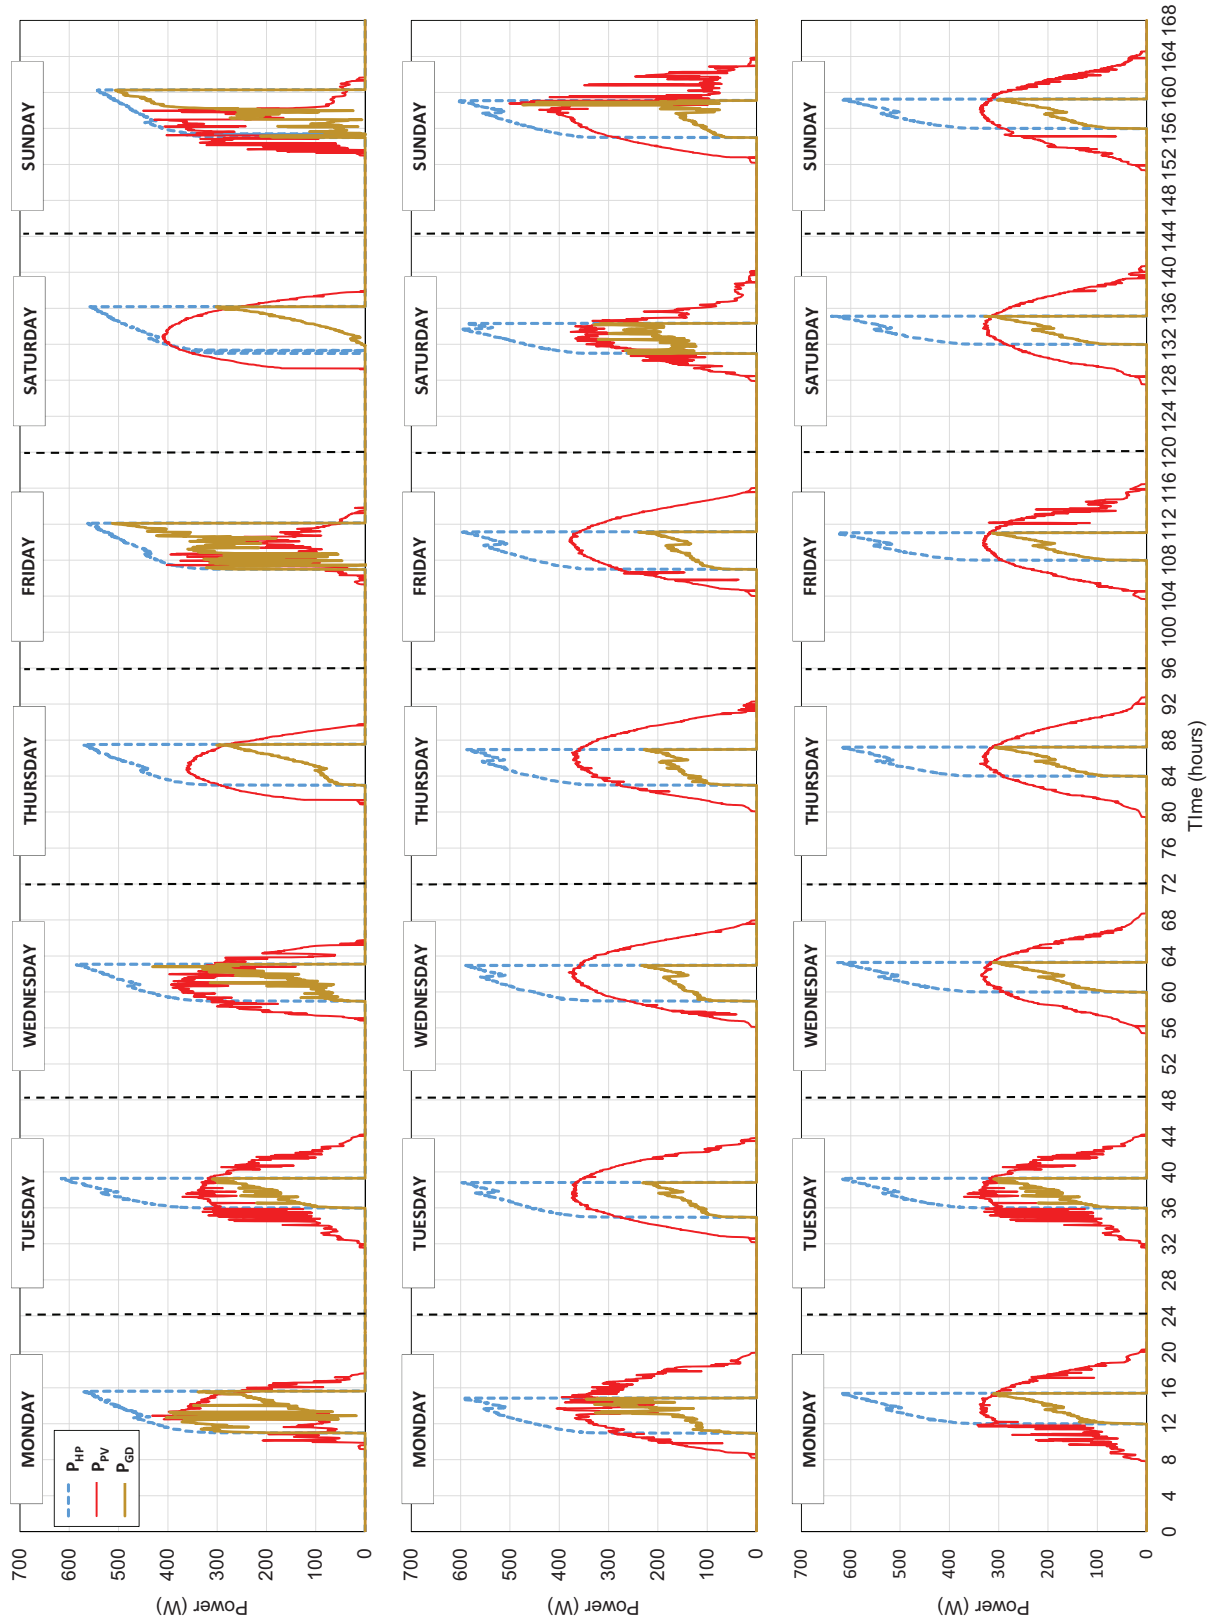 MONDAY TUESDAY WEDNESDAY THURSDAY FRIDAY SATURDAY SUNDAY
P_HP
P_PV
P_GD
700
600
500
400
300
200
100
0
Power (W)
MONDAY TUESDAY WEDNESDAY THURSDAY FRIDAY SATURDAY SUNDAY
700
600
500
400
300
200
100
0
Power (W)
MONDAY TUESDAY WEDNESDAY THURSDAY FRIDAY SATURDAY SUNDAY
700
600
500
400
300
200
100
0
Power (W)
0 4 8 12 16 20 24 28 32 36 40 44 48 52 56 60 64 68 72 76 80 84 88 92 96 100 104 108 112 116 120 124 128 132 136 140 144 148 152 156 160 164 168
TIme (hours)